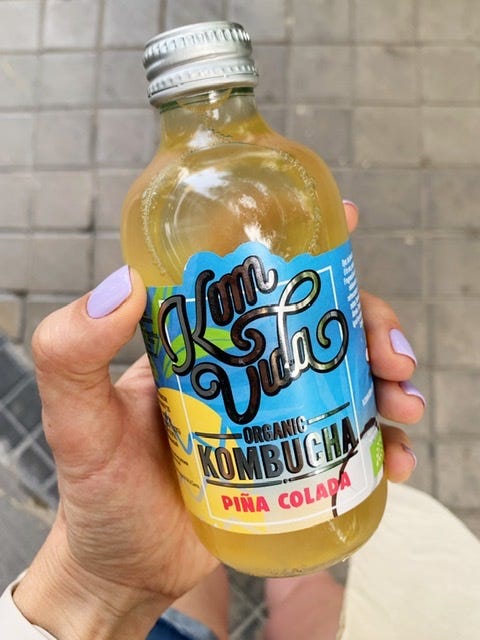 Kom
Vida
ORGANIC
KOMBUCHA
PIÑA COLADA